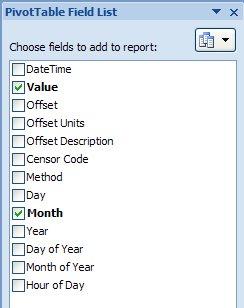 PivotTable Field List
Choose fields to add to report:
DateTime
Value
Offset
Offset Units
Offset Description
Censor Code
Method
Day
Month
Year
Day of Year
Month of Year
Hour of Day